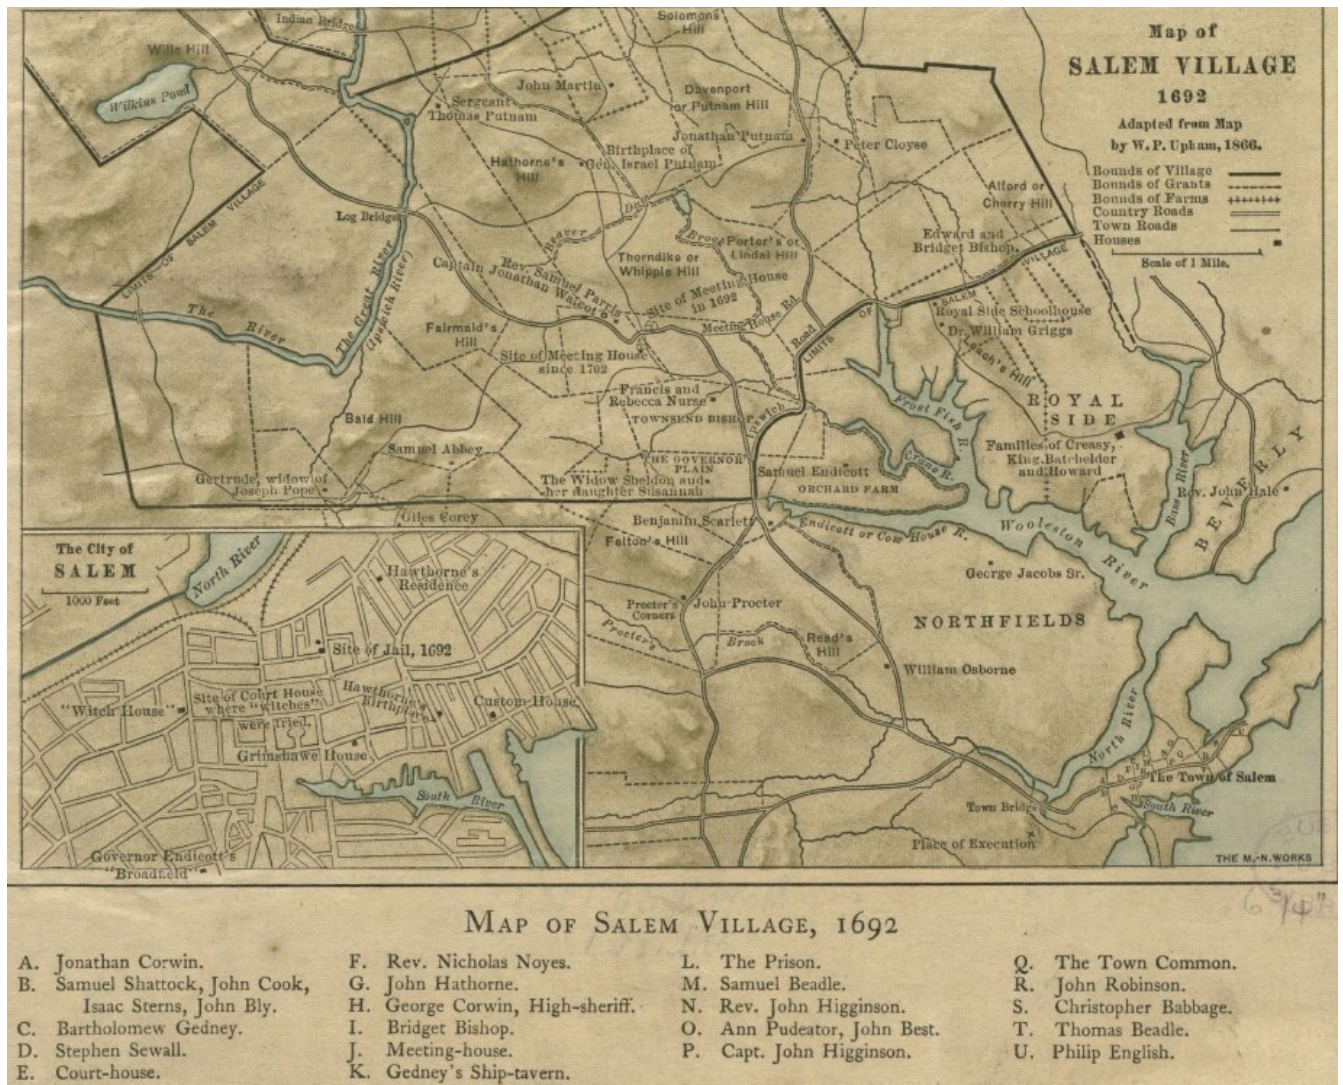 Map of
SALEM VILLAGE
1692
Adapted from Map
by W. P. Upham, 1866.
Bounds of Village
Bounds of Grants
Bounds of Farms
Country Roads
Town Roads
Houses
Scale of 1 Mile.
Indian Bridge
Solomons
Hill
Wills Hill
Wilkins Pond
John Martin
Davenport
or Putnam Hill
Sergeant
Thomas Putnam
Jonathan Putnam
Peter Cloyse
Birthplace of
Gen. Israel Putnam
Hathorne's
Hill
Alford or
Cherry Hill
Log Bridge
Dam
Beaver
Brook
Porter's or
Lindal Hill
Edward and
Bridget Bishop
LIMITS OF SALEM VILLAGE
The Great River
(Ipswich River)
Thorndike or
Whipple Hill
Rev. Samuel Parris
Captain
Jonathan Walcot
Site of Meeting House
in 1692
LIMITS OF SALEM VILLAGE
Royal Side Schoolhouse
Dr. William Griggs
Leach's Hill
The River
Fairmaid's
Hill
Meeting House Rd.
Ipswich Road
Site of Meeting House
since 1702
Francis and
Rebecca Nurse
TOWNSEND BISHOP
Frost Fish R.
ROYAL
SIDE
Bald Hill
Samuel Abbey
THE GOVERNOR'S
PLAIN
Samuel Endicott
Crane R.
Families of Creasy,
King, Batchelder
and Howard
Bass River
BEVERLY
Rev. John Hale
Gertrude, widow of
Joseph Pope
The Widow Sheldon and
her daughter Susannah
ORCHARD FARM
Giles Corey
Benjamin Scarlett
Endicott or Cow House R.
Wooleston River
Felton's Hill
George Jacobs Sr.
Procter's
Corners
John Procter
NORTHFIELDS
Procter's Brook
Read's
Hill
William Osborne
North River
The Town of Salem
Town Bridge
South River
Place of Execution
THE M.-N. WORKS
The City of
SALEM
1000 Feet
North River
Hawthorne's
Residence
Site of Jail, 1692
"Witch House"
Site of Court House
where "witches"
were tried.
Hawthorne's
Birthplace
Custom House
Grimshawe House
South River
Governor Endicott's
"Broadfield"
6 3/4"
MAP OF SALEM VILLAGE, 1692
A. Jonathan Corwin.
B. Samuel Shattock, John Cook,
Isaac Sterns, John Bly.
C. Bartholomew Gedney.
D. Stephen Sewall.
E. Court-house.
F. Rev. Nicholas Noyes.
G. John Hathorne.
H. George Corwin, High-sheriff.
I. Bridget Bishop.
J. Meeting-house.
K. Gedney's Ship-tavern.
L. The Prison.
M. Samuel Beadle.
N. Rev. John Higginson.
O. Ann Pudeator, John Best.
P. Capt. John Higginson.
Q. The Town Common.
R. John Robinson.
S. Christopher Babbage.
T. Thomas Beadle.
U. Philip English.